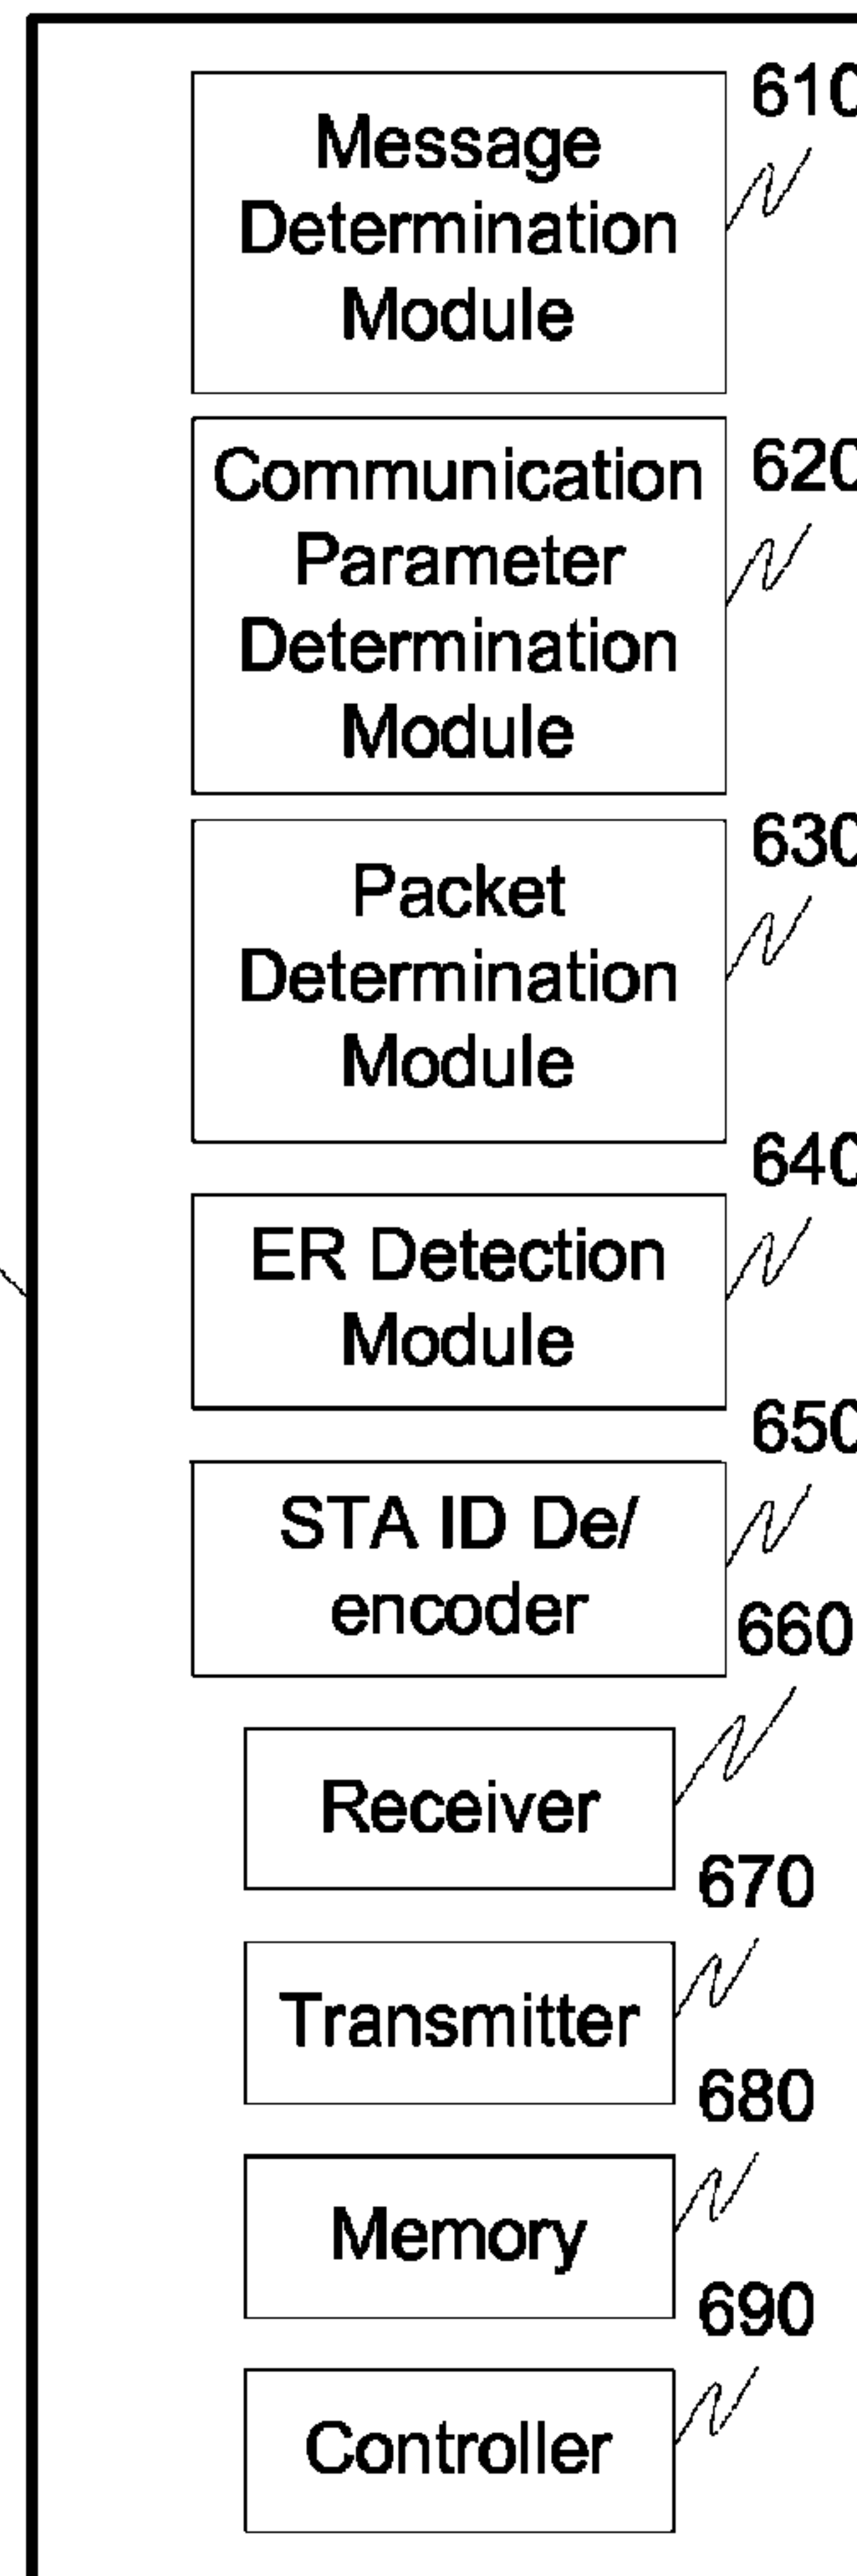 610
Message
Determination
Module
620
Communication
Parameter
Determination
Module
630
Packet
Determination
Module
640
ER Detection
Module
650
STA ID De/
encoder
660
Receiver
670
Transmitter
680
Memory
690
Controller